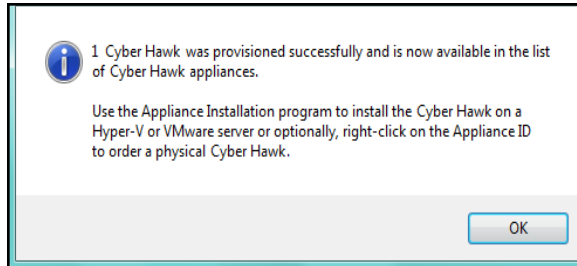 1 Cyber Hawk was provisioned successfully and is now available in the list
of Cyber Hawk appliances.
Use the Appliance Installation program to install the Cyber Hawk on a
Hyper-V or VMware server or optionally, right-click on the Appliance ID
to order a physical Cyber Hawk.
OK